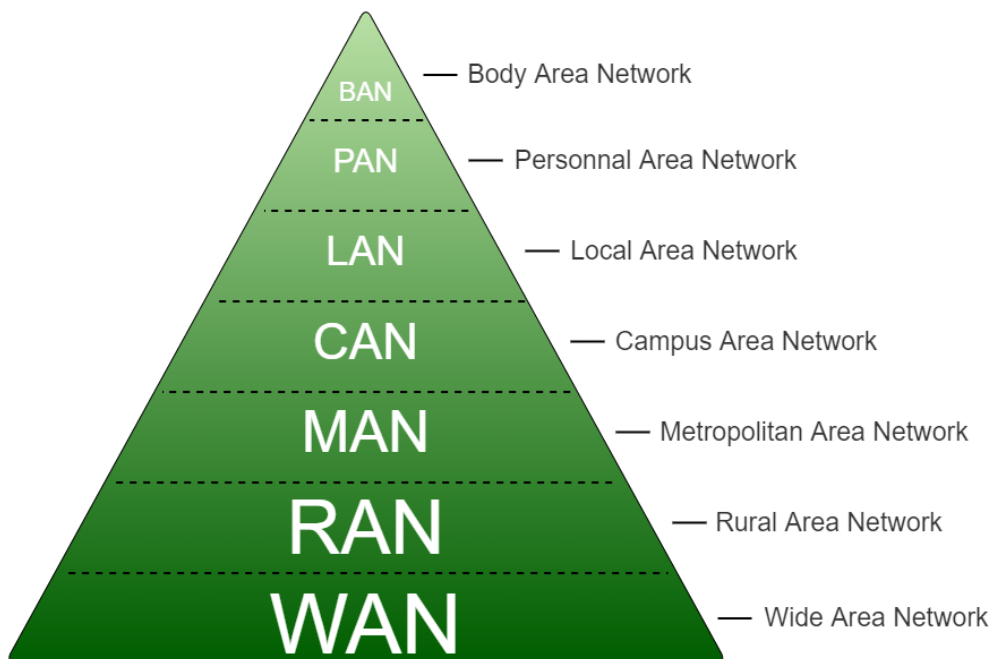 BAN
Body Area Network
PAN
Personnal Area Network
LAN
Local Area Network
CAN
Campus Area Network
MAN
Metropolitan Area Network
RAN
Rural Area Network
WAN
Wide Area Network